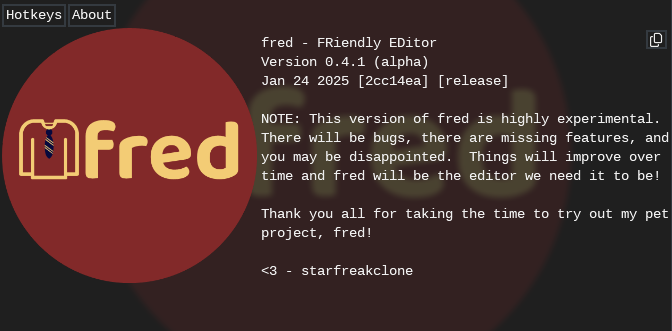 Hotkeys About
fred
fred - FRiendly EDitor
Version 0.4.1 (alpha)
Jan 24 2025 [2cc14ea] [release]
NOTE: This version of fred is highly experimental.
There will be bugs, there are missing features, and
you may be disappointed.  Things will improve over
time and fred will be the editor we need it to be!
Thank you all for taking the time to try out my pet
project, fred!
<3 - starfreakclone